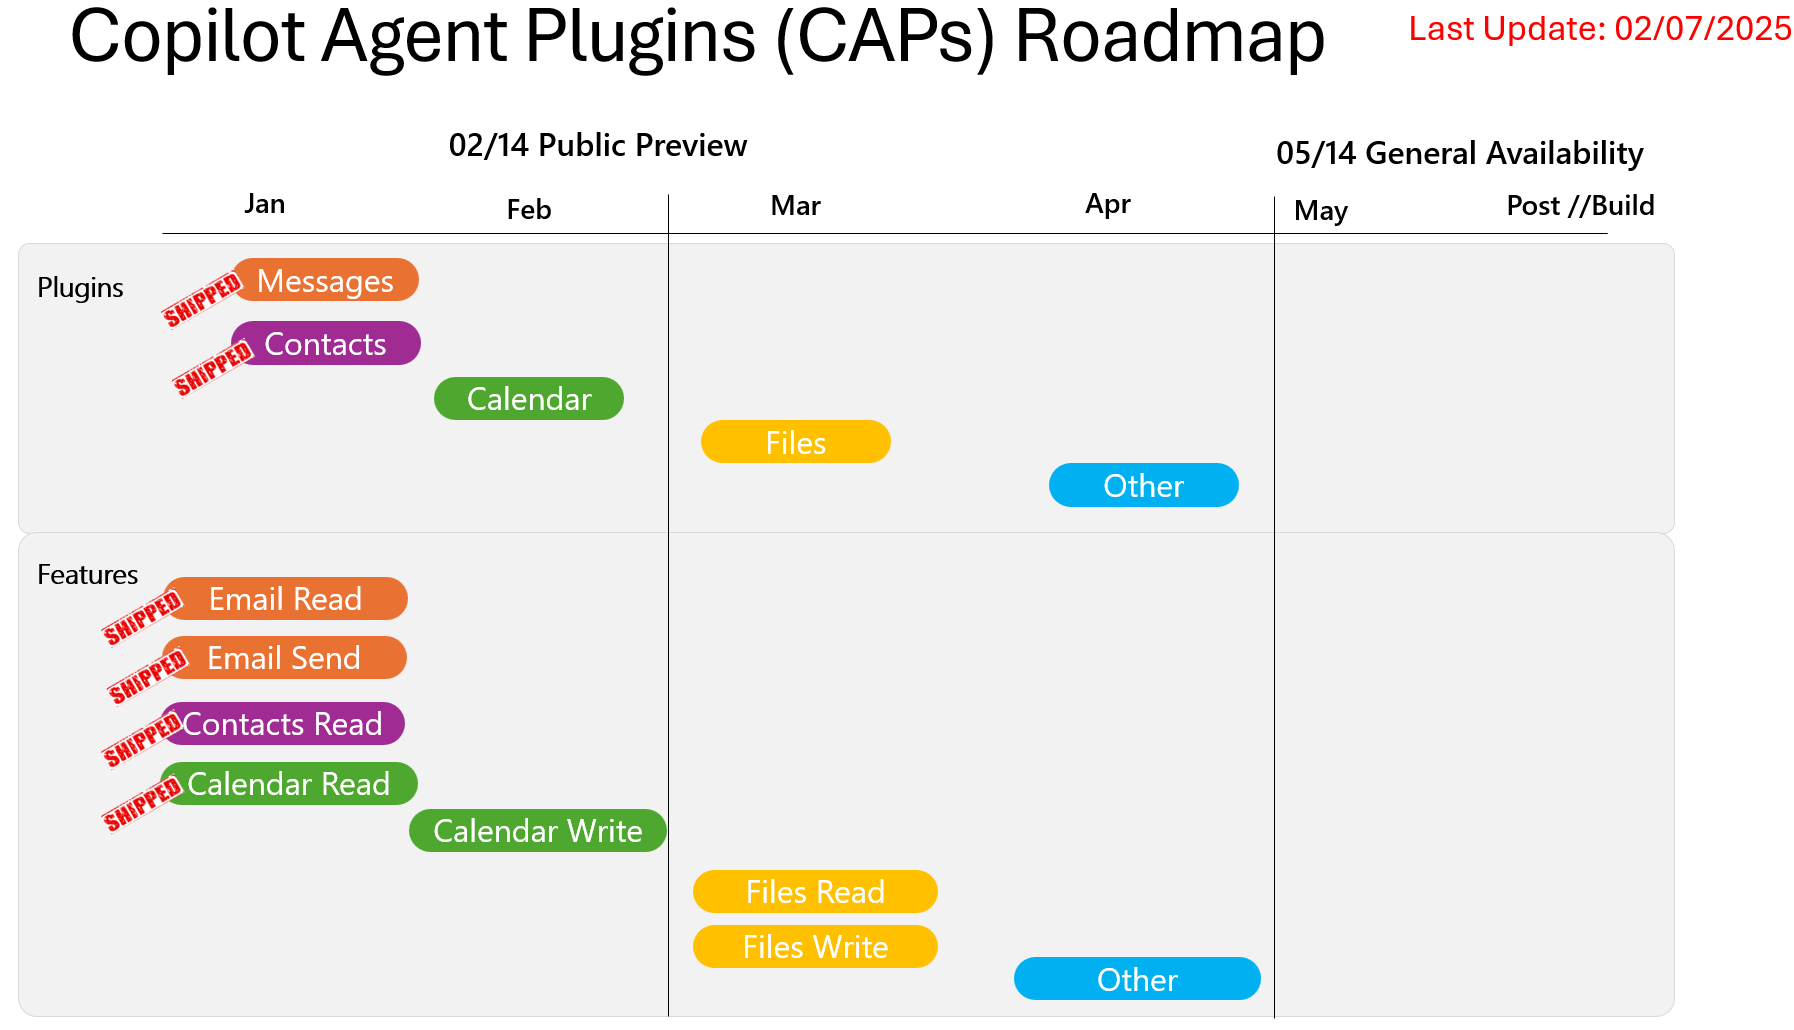 Copilot Agent Plugins (CAPs) Roadmap
Last Update: 02/07/2025
02/14 Public Preview
05/14 General Availability
Jan
Feb
Mar
Apr
May
Post //Build
Plugins
SHIPPED
Messages
SHIPPED
Contacts
Calendar
Files
Other
Features
SHIPPED
Email Read
SHIPPED
Email Send
SHIPPED
Contacts Read
SHIPPED
Calendar Read
Calendar Write
Files Read
Files Write
Other